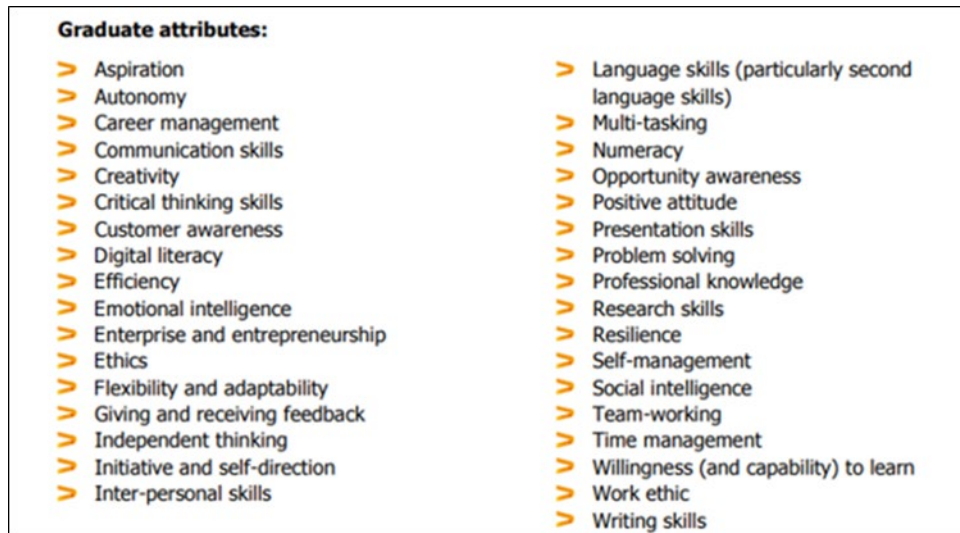 Graduate attributes:
Aspiration
Autonomy
Career management
Communication skills
Creativity
Critical thinking skills
Customer awareness
Digital literacy
Efficiency
Emotional intelligence
Enterprise and entrepreneurship
Ethics
Flexibility and adaptability
Giving and receiving feedback
Independent thinking
Initiative and self-direction
Inter-personal skills
Language skills (particularly second
language skills)
Multi-tasking
Numeracy
Opportunity awareness
Positive attitude
Presentation skills
Problem solving
Professional knowledge
Research skills
Resilience
Self-management
Social intelligence
Team-working
Time management
Willingness (and capability) to learn
Work ethic
Writing skills